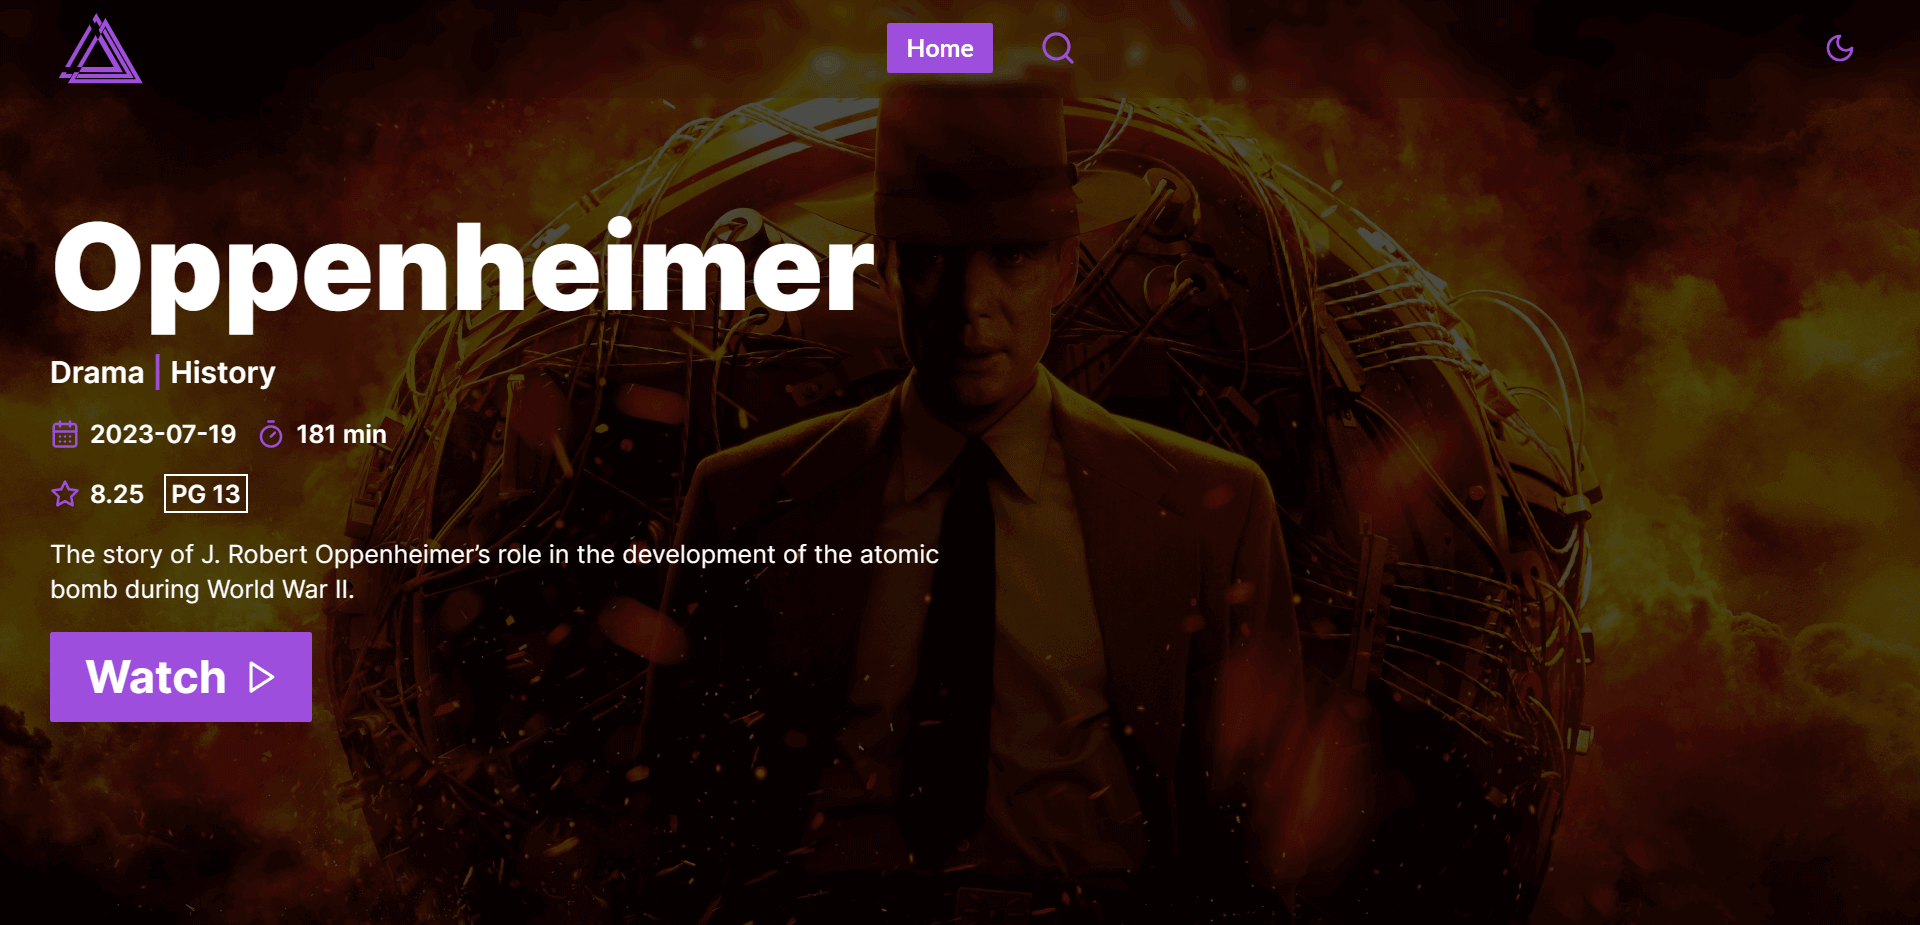 Home
Oppenheimer
Drama | History
2023-07-19 181 min
8.25 PG 13
The story of J. Robert Oppenheimer’s role in the development of the atomic
bomb during World War II.
Watch